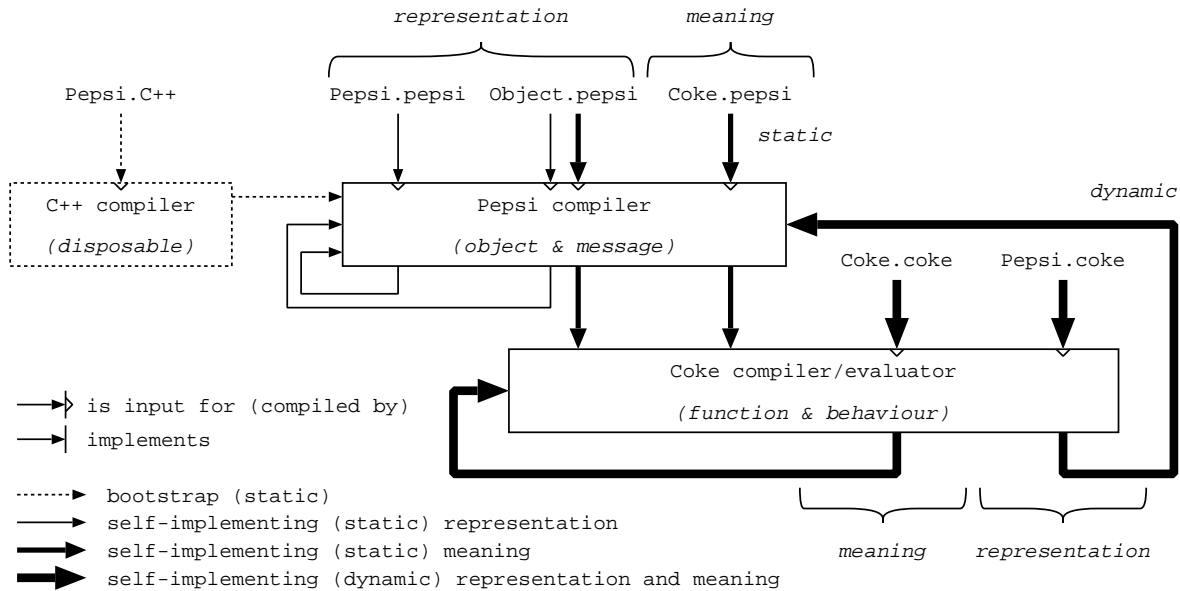 representation
meaning
Pepsi.C++
Pepsi.pepsi
Object.pepsi
Coke.pepsi
static
C++ compiler
(disposable)
Pepsi compiler
(object & message)
dynamic
Coke.coke
Pepsi.coke
Coke compiler/evaluator
(function & behaviour)
is input for (compiled by)
implements
bootstrap (static)
self-implementing (static) representation
self-implementing (static) meaning
self-implementing (dynamic) representation and meaning
meaning
representation